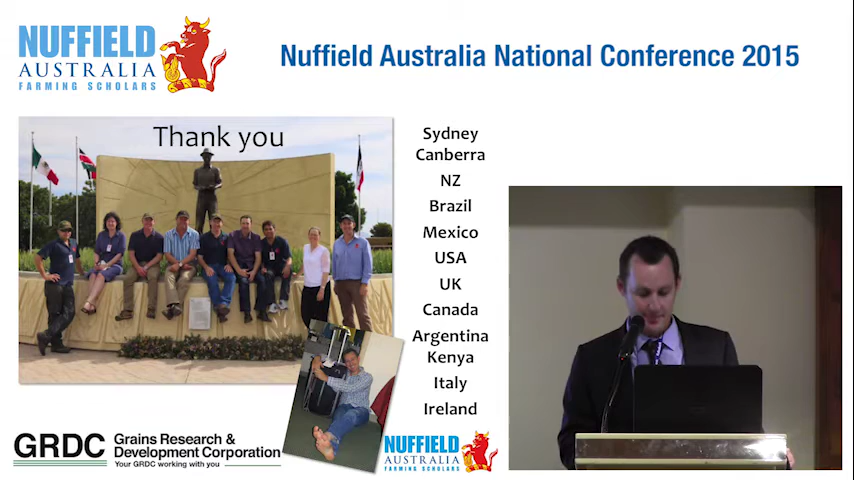 NUFFIELD
AUSTRALIA
FARMING SCHOLARS
Nuffield Australia National Conference 2015
Thank you
Sydney
Canberra
NZ
Brazil
Mexico
USA
UK
Canada
Argentina
Kenya
Italy
Ireland
GRDC
Grains Research &
Development Corporation
Your GRDC working with you
NUFFIELD
AUSTRALIA
FARMING SCHOLARS